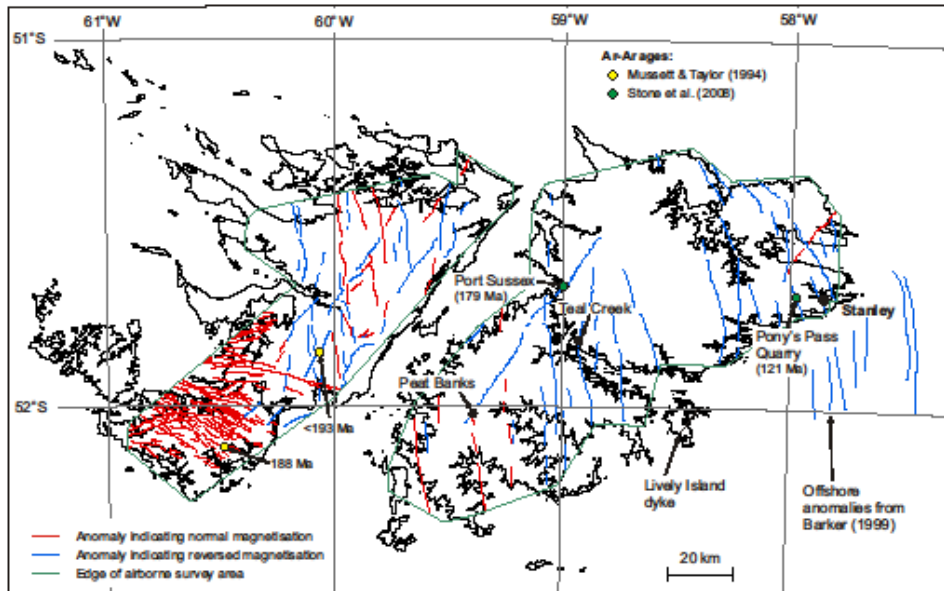 61°W 60°W 59°W 58°W
51°S
Ar-Ar ages:
Mussett & Taylor (1994)
Stone et al. (2008)
Port Sussex
(179 Ma)
Teal Creek
Stanley
Pony's Pass
Quarry
(121 Ma)
Peat Banks
52°S
<193 Ma
188 Ma
Lively Island
dyke
Offshore
anomalies from
Barker (1999)
Anomaly indicating normal magnetisation
Anomaly indicating reversed magnetisation
Edge of airborne survey area
20 km